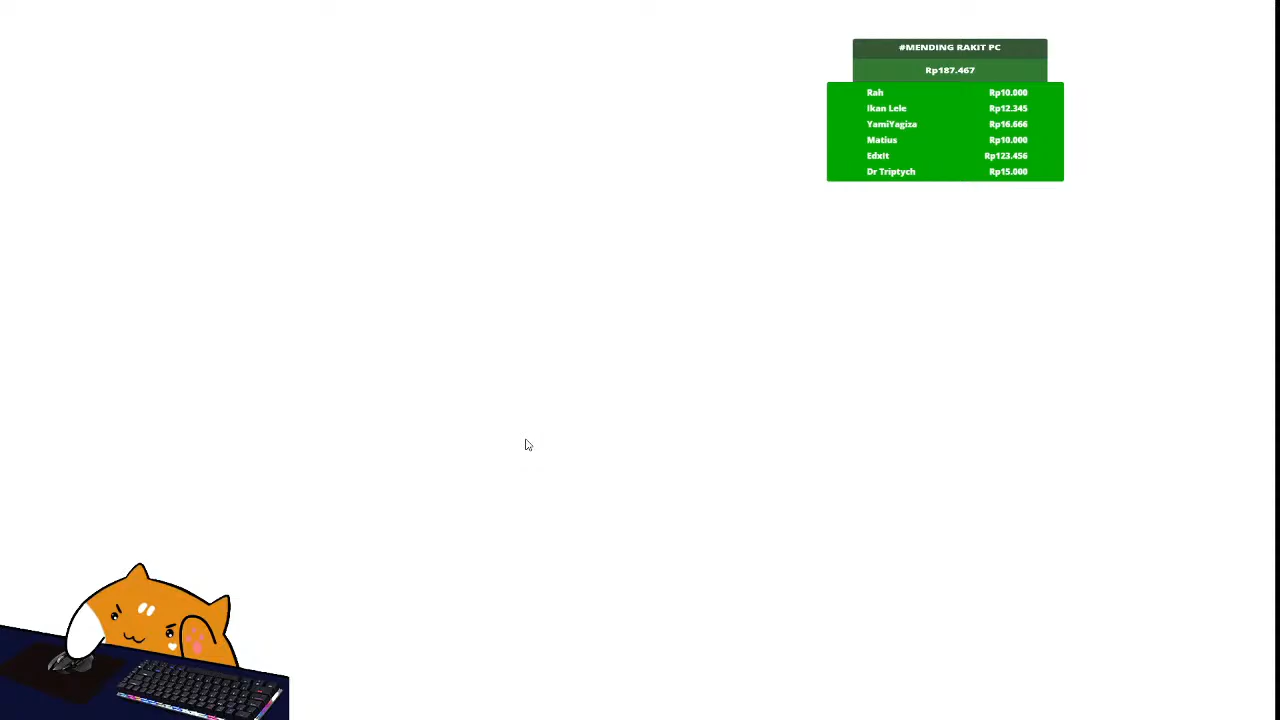 #MENDING RAKIT PC
Rp187.467
Rah Rp10.000
Ikan Lele Rp12.345
YamiYagiza Rp16.666
Matius Rp10.000
EdxIt Rp123.456
Dr Triptych Rp15.000